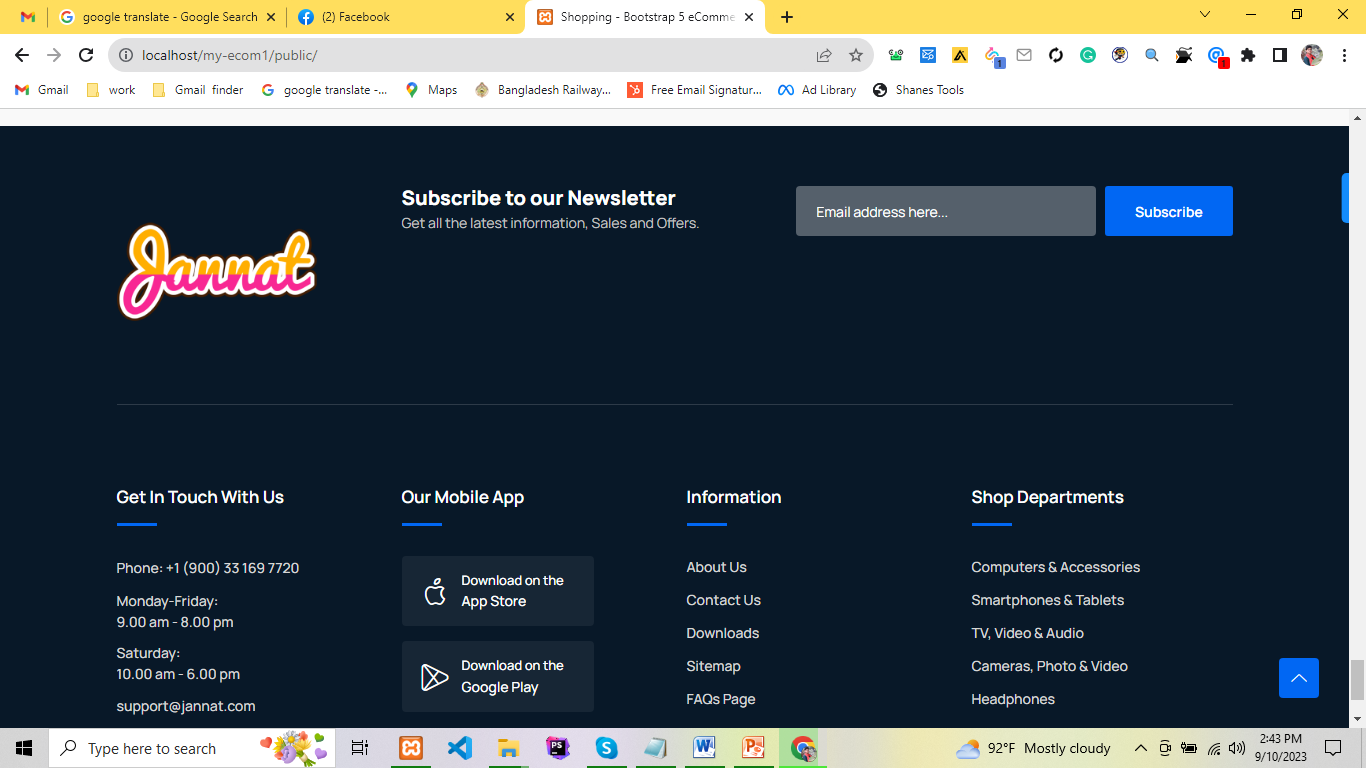 google translate - Google Search
(2) Facebook
Shopping - Bootstrap 5 eComme
localhost/my-ecom1/public/
1
1
Gmail
work
Gmail finder
google translate -...
Maps
Bangladesh Railway...
Free Email Signatur...
Ad Library
Shanes Tools
Jannat
Subscribe to our Newsletter
Get all the latest information, Sales and Offers.
Email address here...
Subscribe
Get In Touch With Us
Phone: +1 (900) 33 169 7720
Monday-Friday:
9.00 am - 8.00 pm
Saturday:
10.00 am - 6.00 pm
support@jannat.com
Our Mobile App
Download on the
App Store
Download on the
Google Play
Information
About Us
Contact Us
Downloads
Sitemap
FAQs Page
Shop Departments
Computers & Accessories
Smartphones & Tablets
TV, Video & Audio
Cameras, Photo & Video
Headphones
Type here to search
92°F Mostly cloudy
2:43 PM
9/10/2023